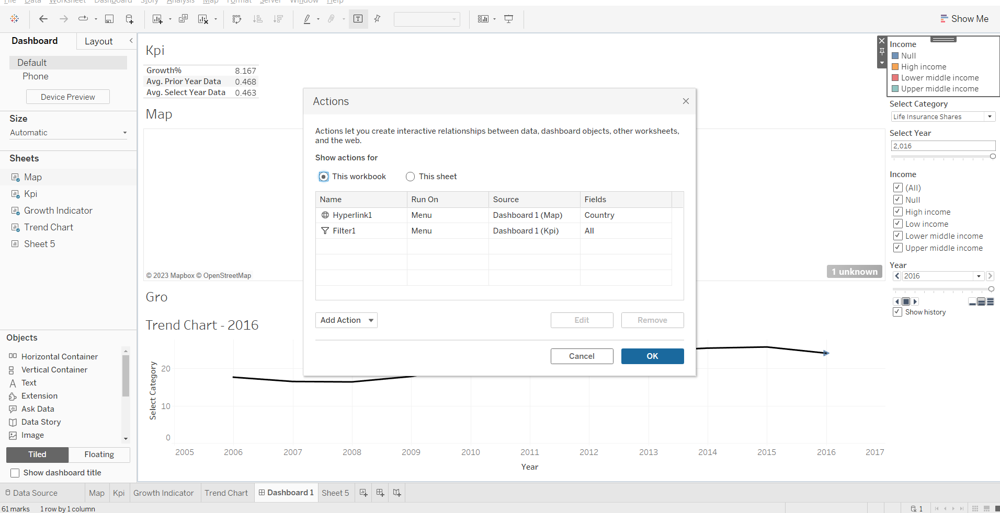 File Data Worksheet Dashboard Story Analysis Map Format Server Window Help
Show Me
Dashboard Layout
Default
Phone
Device Preview
Size
Automatic
Sheets
Map
Kpi
Growth Indicator
Trend Chart
Sheet 5
Objects
Horizontal Container
Vertical Container
Text
Extension
Ask Data
Data Story
Image
Tiled Floating
Show dashboard title
Kpi
Growth% 8.167
Avg. Prior Year Data 0.468
Avg. Select Year Data 0.463
Map
© 2023 Mapbox © OpenStreetMap
1 unknown
Gro
Trend Chart - 2016
Select Category
20
10
0
2005 2006 2007 2008 2009 2010 2011 2012 2013 2014 2015 2016 2017
Year
Actions
Actions let you create interactive relationships between data, dashboard objects, other worksheets,
and the web.
Show actions for
This workbook This sheet
Name Run On Source Fields
Hyperlink1 Menu Dashboard 1 (Map) Country
Filter1 Menu Dashboard 1 (Kpi) All
Add Action Edit Remove
Cancel OK
Income
Null
High income
Lower middle income
Upper middle income
Select Category
Life Insurance Shares
Select Year
2,016
Income
(All)
Null
High income
Low income
Lower middle income
Upper middle income
Year
2016
Show history
Data Source Map Kpi Growth Indicator Trend Chart Dashboard 1 Sheet 5
61 marks 1 row by 1 column 1